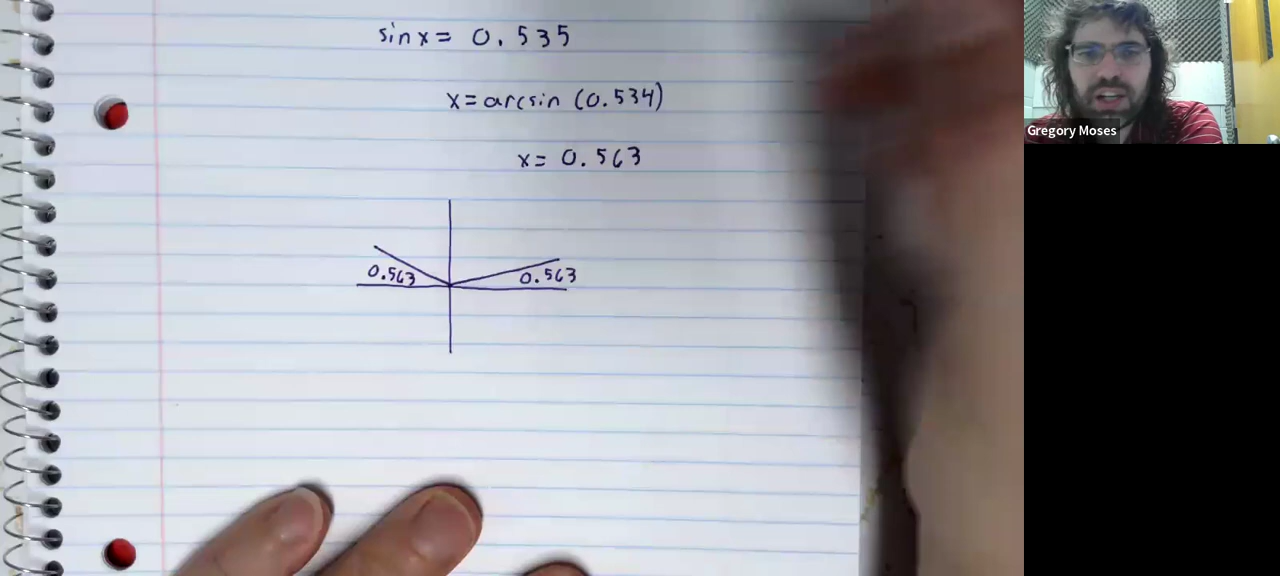 sin x = 0.535
x = arcsin (0.534)
x = 0.563
0.563 0.563
Gregory Moses